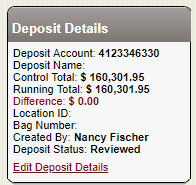 Deposit Details
Deposit Account: 4123346330
Deposit Name:
Control Total: $ 160,301.95
Running Total: $ 160,301.95
Difference: $ 0.00
Location ID:
Bag Number:
Created By: Nancy Fischer
Deposit Status: Reviewed
Edit Deposit Details